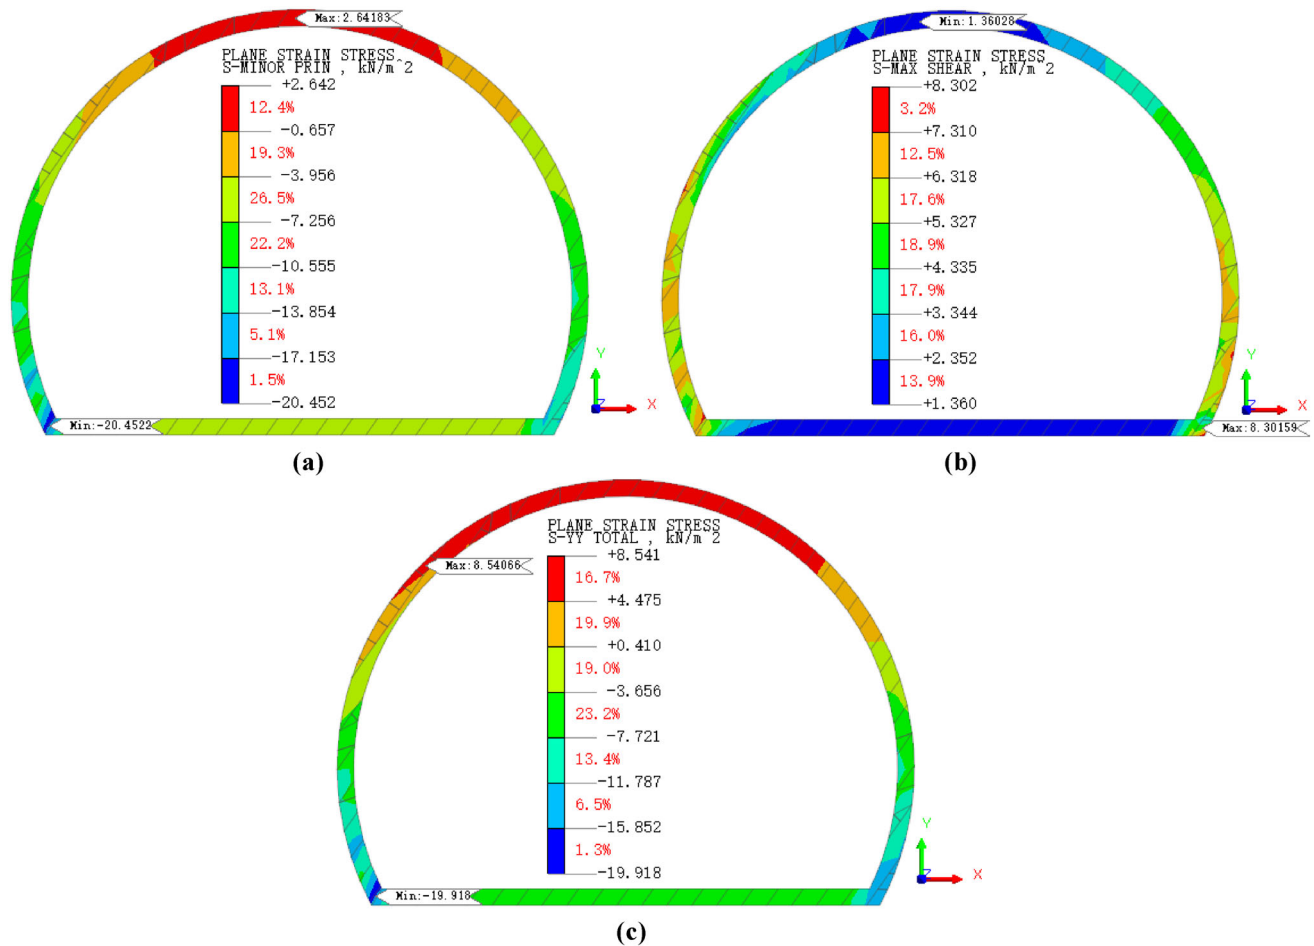 Max:2.64183
PLANE STRAIN STRESS
S-MINOR PRIN , kN/m^2
+2.642
12.4%
-0.657
19.3%
-3.956
26.5%
-7.256
22.2%
-10.555
13.1%
-13.854
5.1%
-17.153
1.5%
-20.452
Min:-20.4522
Y
Z
X
(a)
Min:1.36028
PLANE STRAIN STRESS
S-MAX SHEAR , kN/m^2
+8.302
3.2%
+7.310
12.5%
+6.318
17.6%
+5.327
18.9%
+4.335
17.9%
+3.344
16.0%
+2.352
13.9%
+1.360
Y
Z
X
Max:8.30159
(b)
PLANE STRAIN STRESS
S-YY TOTAL , kN/m^2
+8.541
Max:8.54066
16.7%
+4.475
19.9%
+0.410
19.0%
-3.656
23.2%
-7.721
13.4%
-11.787
6.5%
-15.852
1.3%
-19.918
Min:-19.918
Y
Z
X
(c)